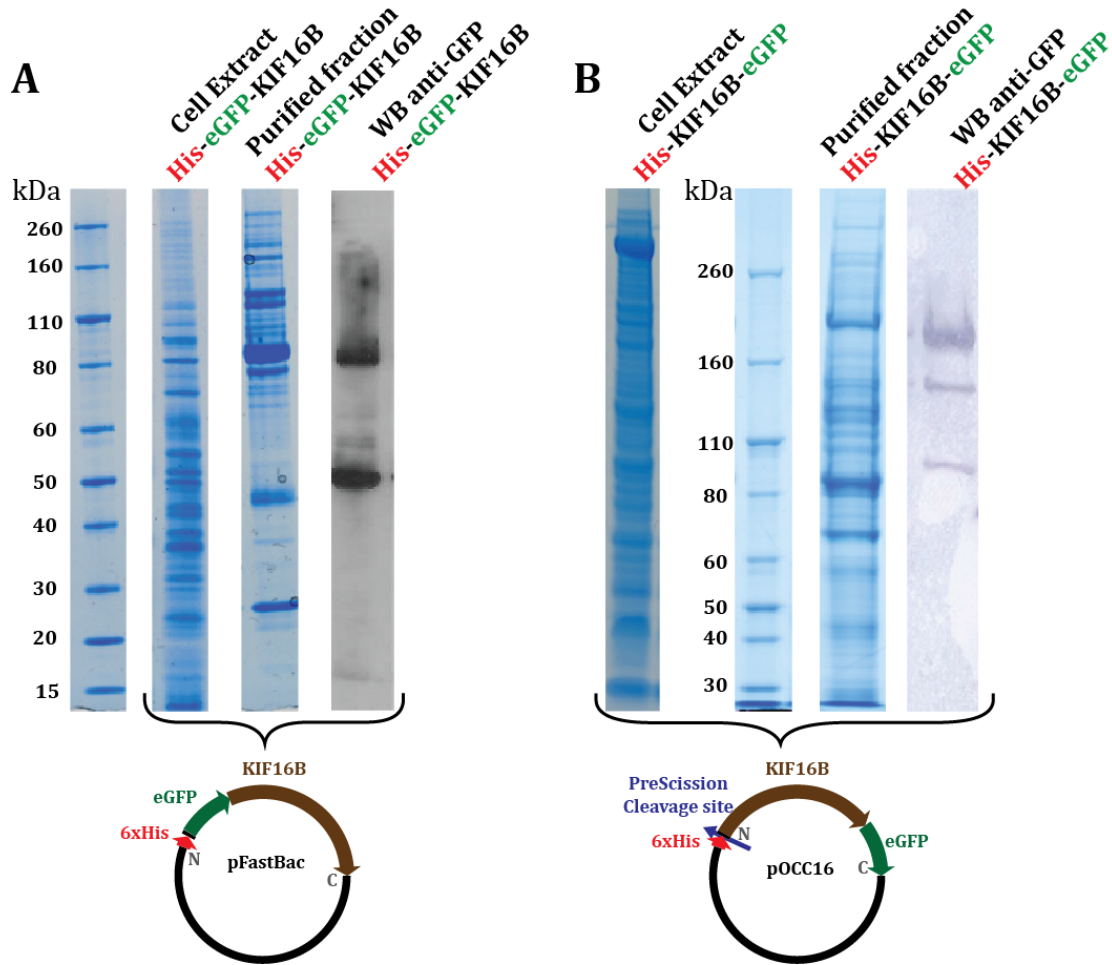 A
Cell Extract
His-eGFP-KIF16B
Purified fraction
His-eGFP-KIF16B
WB anti-GFP
His-eGFP-KIF16B
kDa
260
160
110
80
60
50
40
30
20
15
KIF16B
eGFP
6xHis
N
pFastBac
C
B
Cell Extract
His-KIF16B-eGFP
Purified fraction
His-KIF16B-eGFP
WB anti-GFP
His-KIF16B-eGFP
260
160
110
80
60
50
40
30
KIF16B
PreScission
Cleavage site
6xHis
N
eGFP
pOCC16
C